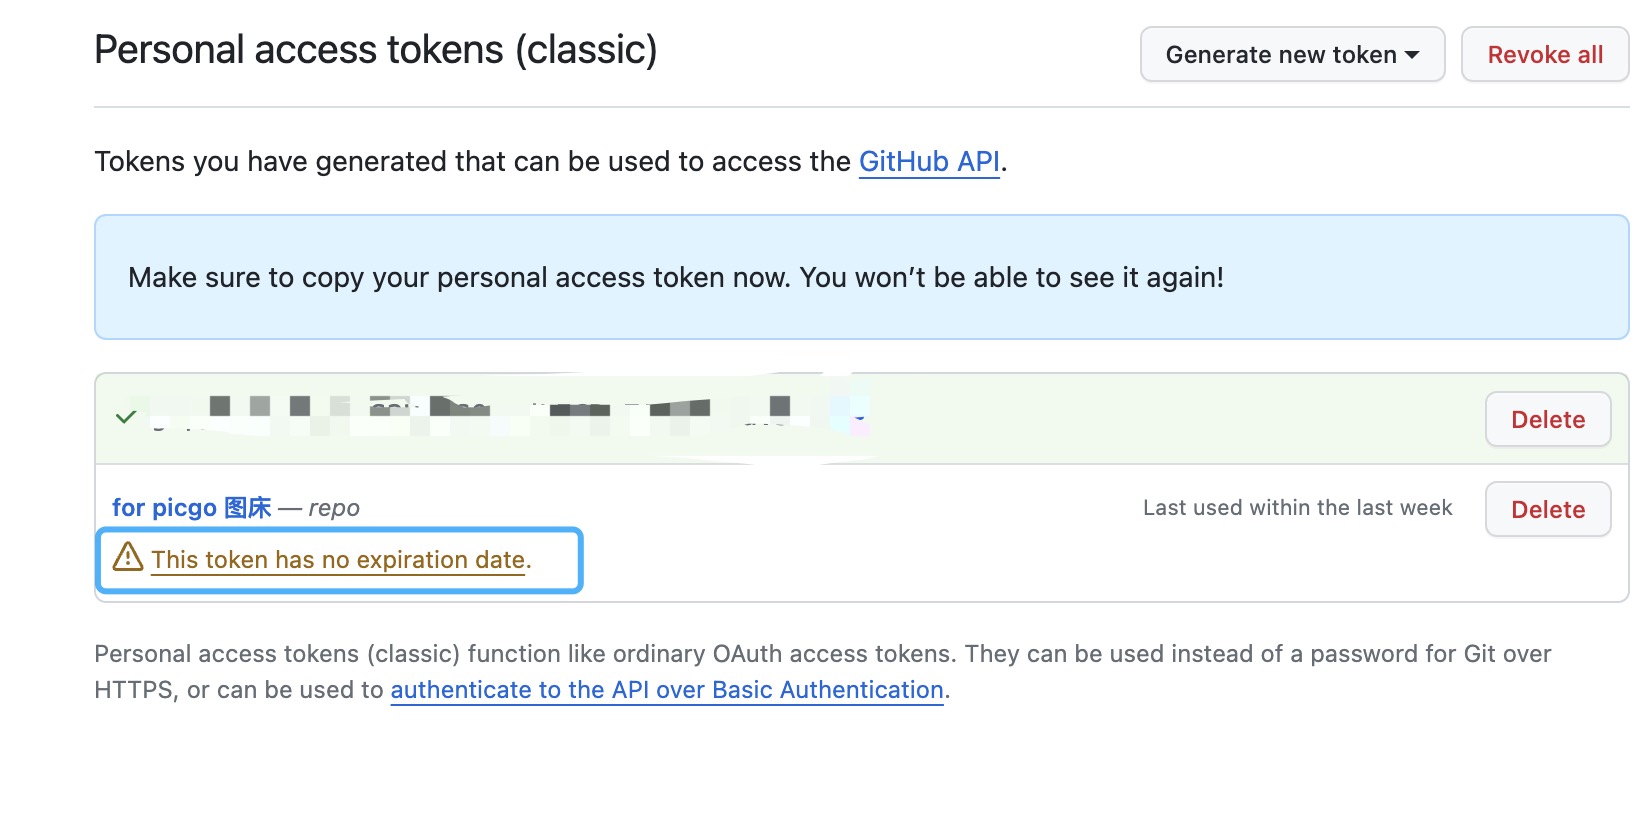 Personal access tokens (classic)
Generate new token
Revoke all
Tokens you have generated that can be used to access the GitHub API.
Make sure to copy your personal access token now. You won’t be able to see it again!
Delete
for picgo 图床 — repo
Last used within the last week
Delete
This token has no expiration date.
Personal access tokens (classic) function like ordinary OAuth access tokens. They can be used instead of a password for Git over
HTTPS, or can be used to authenticate to the API over Basic Authentication.